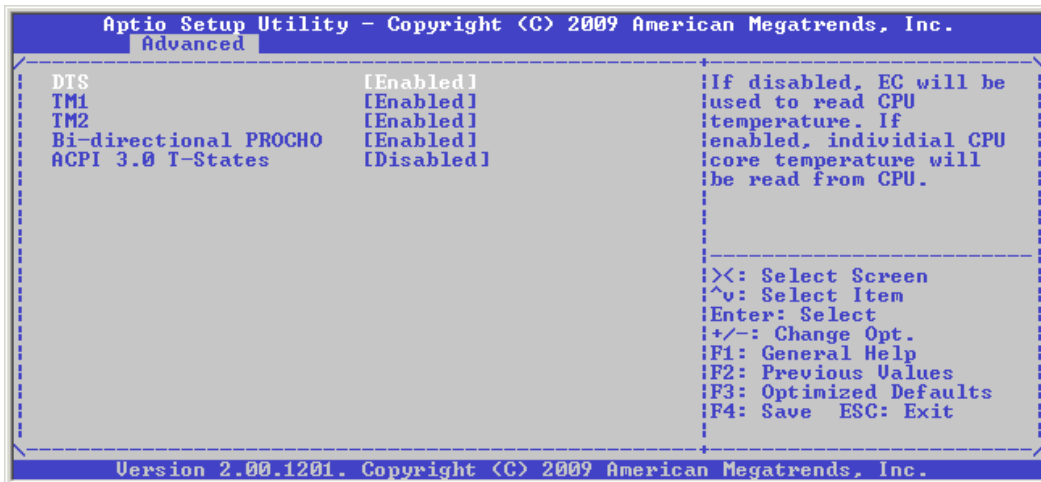 Aptio Setup Utility - Copyright (C) 2009 American Megatrends, Inc.
Advanced
DTS [Enabled]
TM1 [Enabled]
TM2 [Enabled]
Bi-directional PROCHO [Enabled]
ACPI 3.0 T-States [Disabled]
If disabled, EC will be
used to read CPU
temperature. If
enabled, individial CPU
core temperature will
be read from CPU.
><: Select Screen
^v: Select Item
Enter: Select
+/-: Change Opt.
F1: General Help
F2: Previous Values
F3: Optimized Defaults
F4: Save ESC: Exit
Version 2.00.1201. Copyright (C) 2009 American Megatrends, Inc.